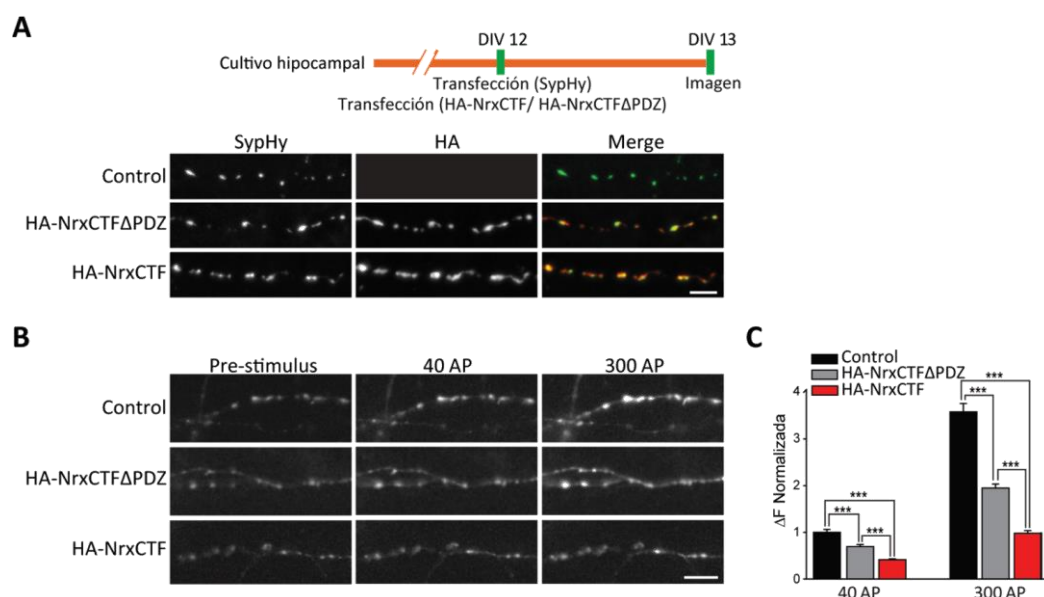 A
DIV 12
DIV 13
Cultivo hipocampal
Transfección (SypHy)
Imagen
Transfección (HA-NrxCTF/ HA-NrxCTFΔPDZ)
SypHy
HA
Merge
Control
HA-NrxCTFΔPDZ
HA-NrxCTF
B
Pre-stimulus
40 AP
300 AP
Control
HA-NrxCTFΔPDZ
HA-NrxCTF
C
Control
HA-NrxCTFΔPDZ
HA-NrxCTF
ΔF Normalizada
4
3
2
1
0
***
***
***
***
***
***
40 AP
300 AP